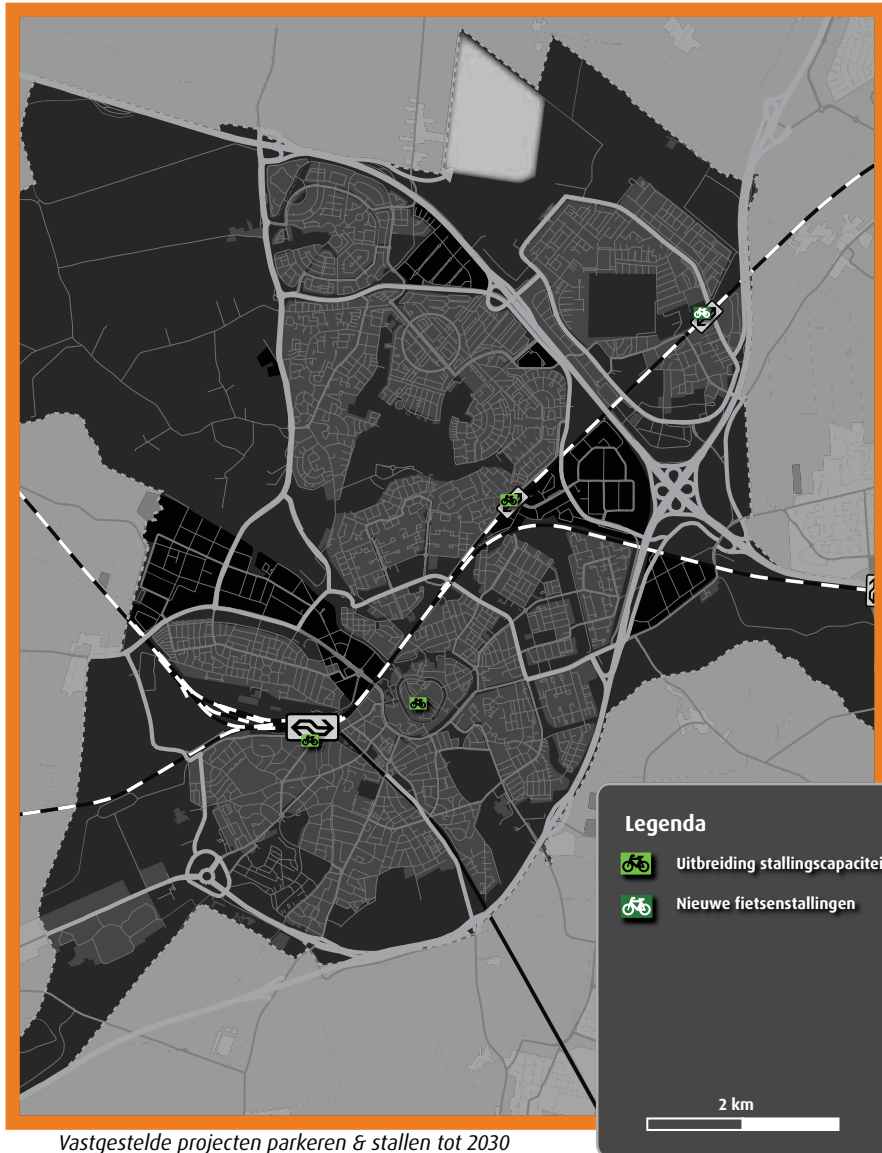 Legenda
Uitbreiding stallingscapacitei
Nieuwe fietsenstallingen
2 km
Vastgestelde projecten parkeren & stallen tot 2030